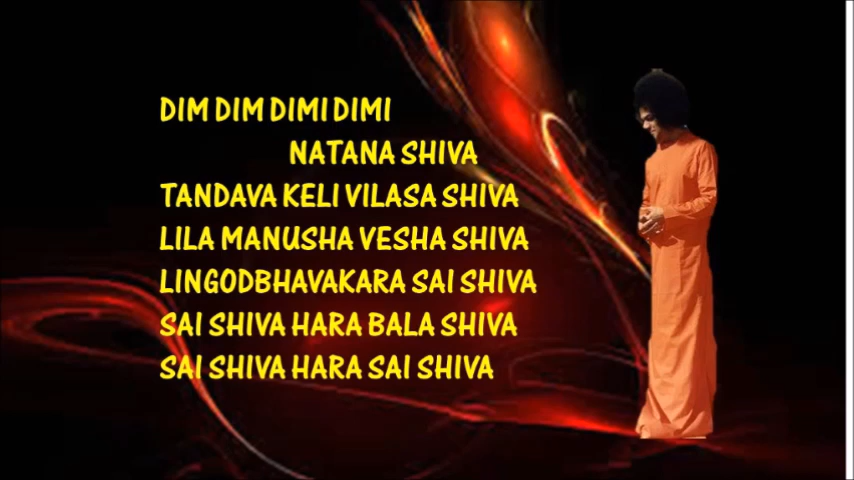 DIM DIM DIMI DIMI
NATANA SHIVA
TANDAVA KELI VILASA SHIVA
LILA MANUSHA VESHA SHIVA
LINGODBHAVAKARA SAI SHIVA
SAI SHIVA HARA BALA SHIVA
SAI SHIVA HARA SAI SHIVA